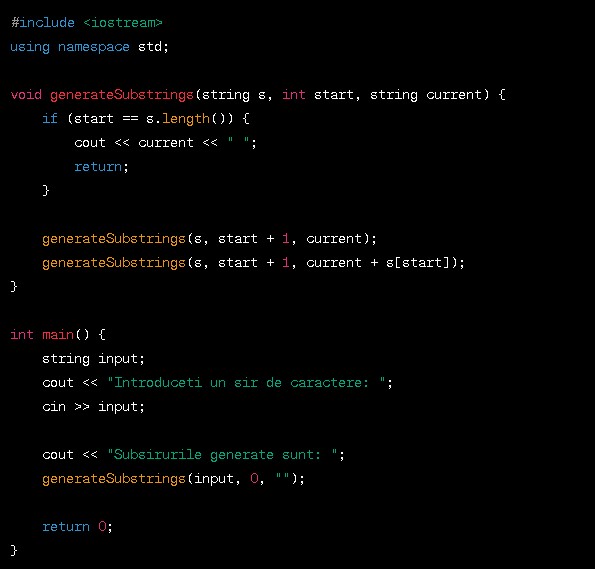 #include <iostream>
using namespace std;

void generateSubstrings(string s, int start, string current) {
    if (start == s.length()) {
        cout << current << " ";
        return;
    }

    generateSubstrings(s, start + 1, current);
    generateSubstrings(s, start + 1, current + s[start]);
}

int main() {
    string input;
    cout << "Introduceti un sir de caractere: ";
    cin >> input;

    cout << "Subsirurile generate sunt: ";
    generateSubstrings(input, 0, "");

    return 0;
}